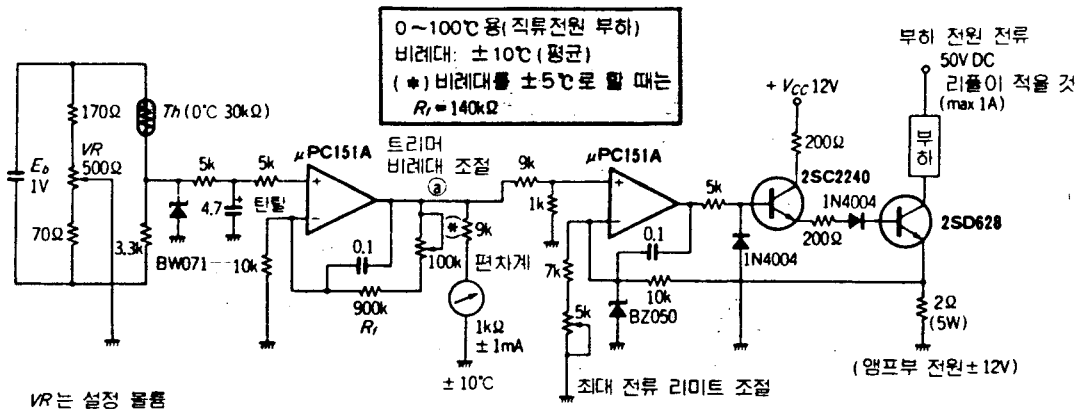 0~100℃용(직류전원 부하)
비례대: ±10℃(평균)
(*) 비례대를 ±5℃로 할 때는
Rf=140kΩ
부하 전원 전류
50V DC
리플이 적을 것
(max 1A)
부하
+Vcc 12V
200Ω
2SC2240
1N4004
200Ω
2SD628
170Ω
Th (0℃ 30kΩ)
Eb
1V
VR
500Ω
70Ω
3.3k
5k
5k
4.7
+
탄탈
BW071
10k
μPC151A
+
−
트리머
비례대 조절
ⓐ
0.1
100k
(*)
9k
편차계
900k
Rf
1kΩ
±1mA
±10℃
9k
1k
μPC151A
+
−
5k
0.1
7k
10k
5k
BZ050
1N4004
2Ω
(5W)
(앰프부 전원±12V)
최대 전류 리미트 조절
VR는 설정 볼륨